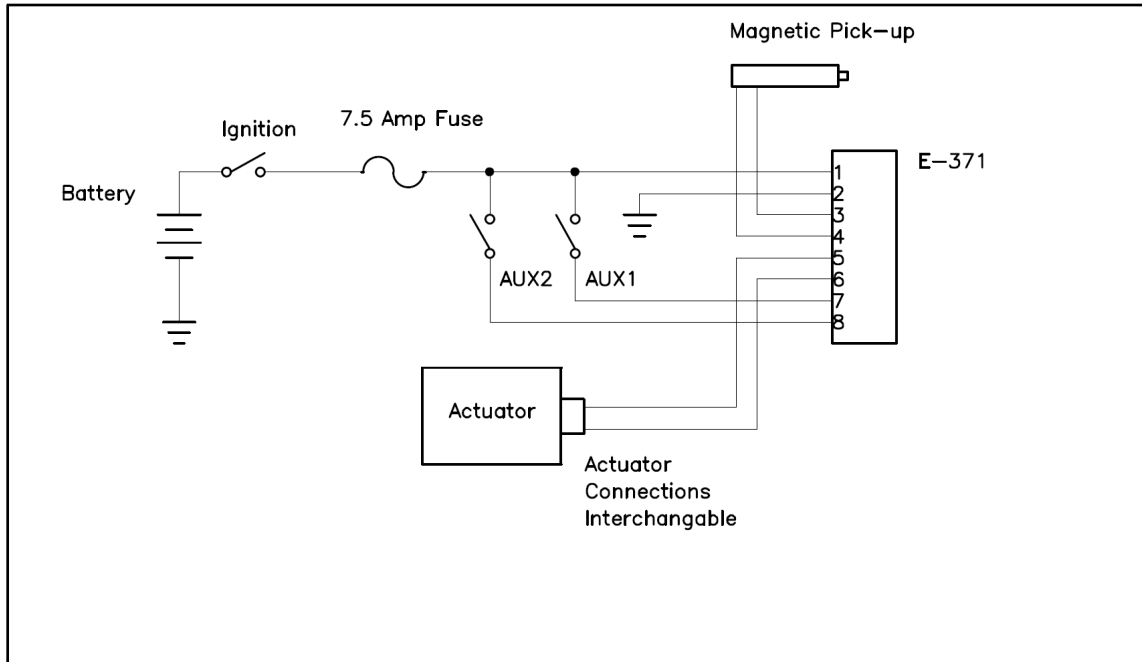 Magnetic Pick-up
7.5 Amp Fuse
Ignition
E-371
Battery
1
2
3
4
5
6
7
8
AUX2
AUX1
Actuator
Actuator
Connections
Interchangable